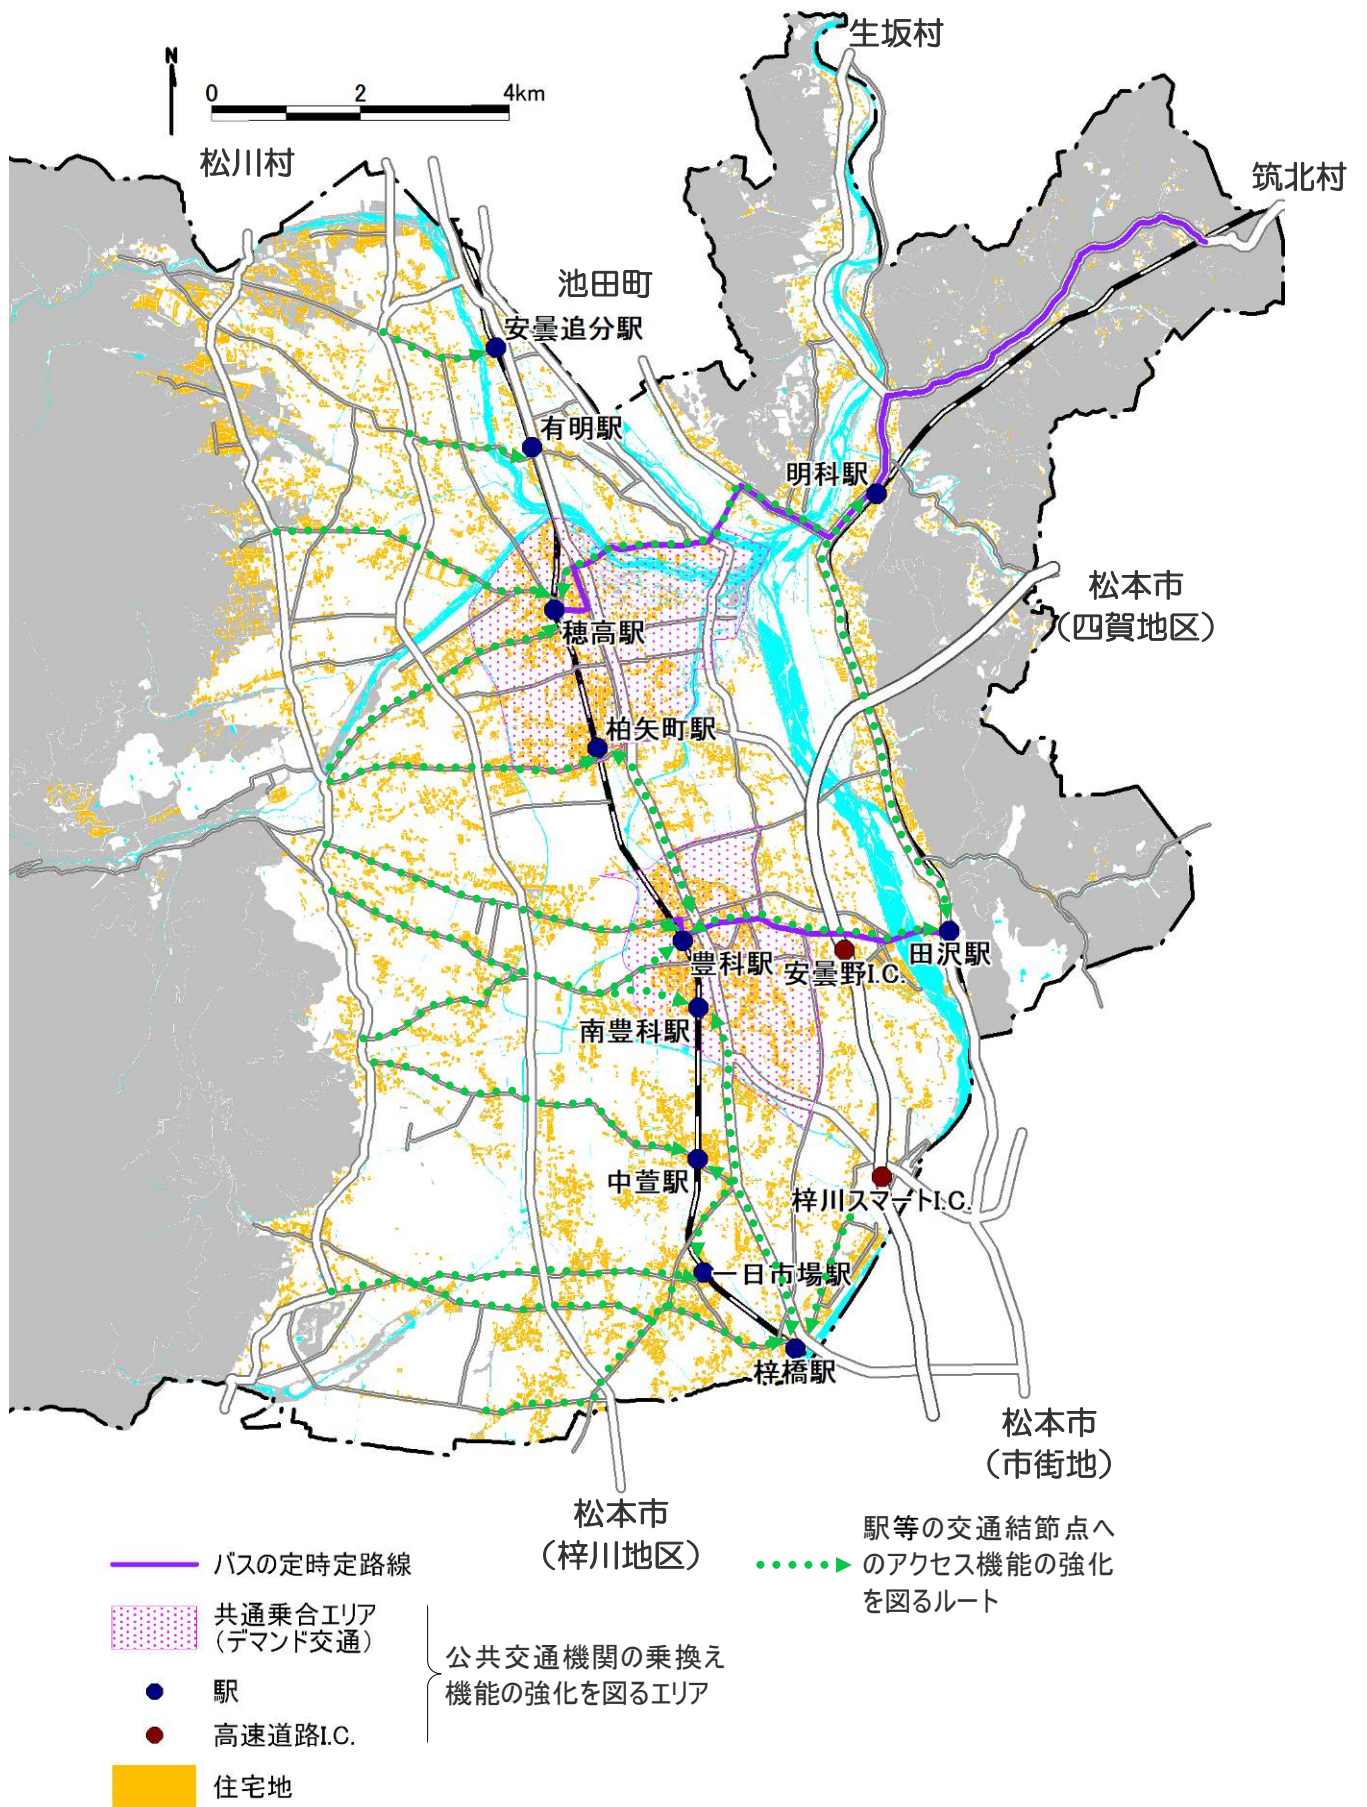 生坂村
N
0 2 4km
松川村
筑北村
池田町
安曇追分駅
有明駅
明科駅
松本市
(四賀地区)
穂高駅
柏矢町駅
豊科駅
安曇野I.C.
田沢駅
南豊科駅
中萱駅
梓川スマートI.C.
一日市場駅
梓橋駅
松本市
(市街地)
松本市
(梓川地区)
バスの定時定路線
共通乗合エリア
(デマンド交通)
駅
高速道路I.C.
住宅地
公共交通機関の乗換え
機能の強化を図るエリア
駅等の交通結節点へ
のアクセス機能の強化
を図るルート